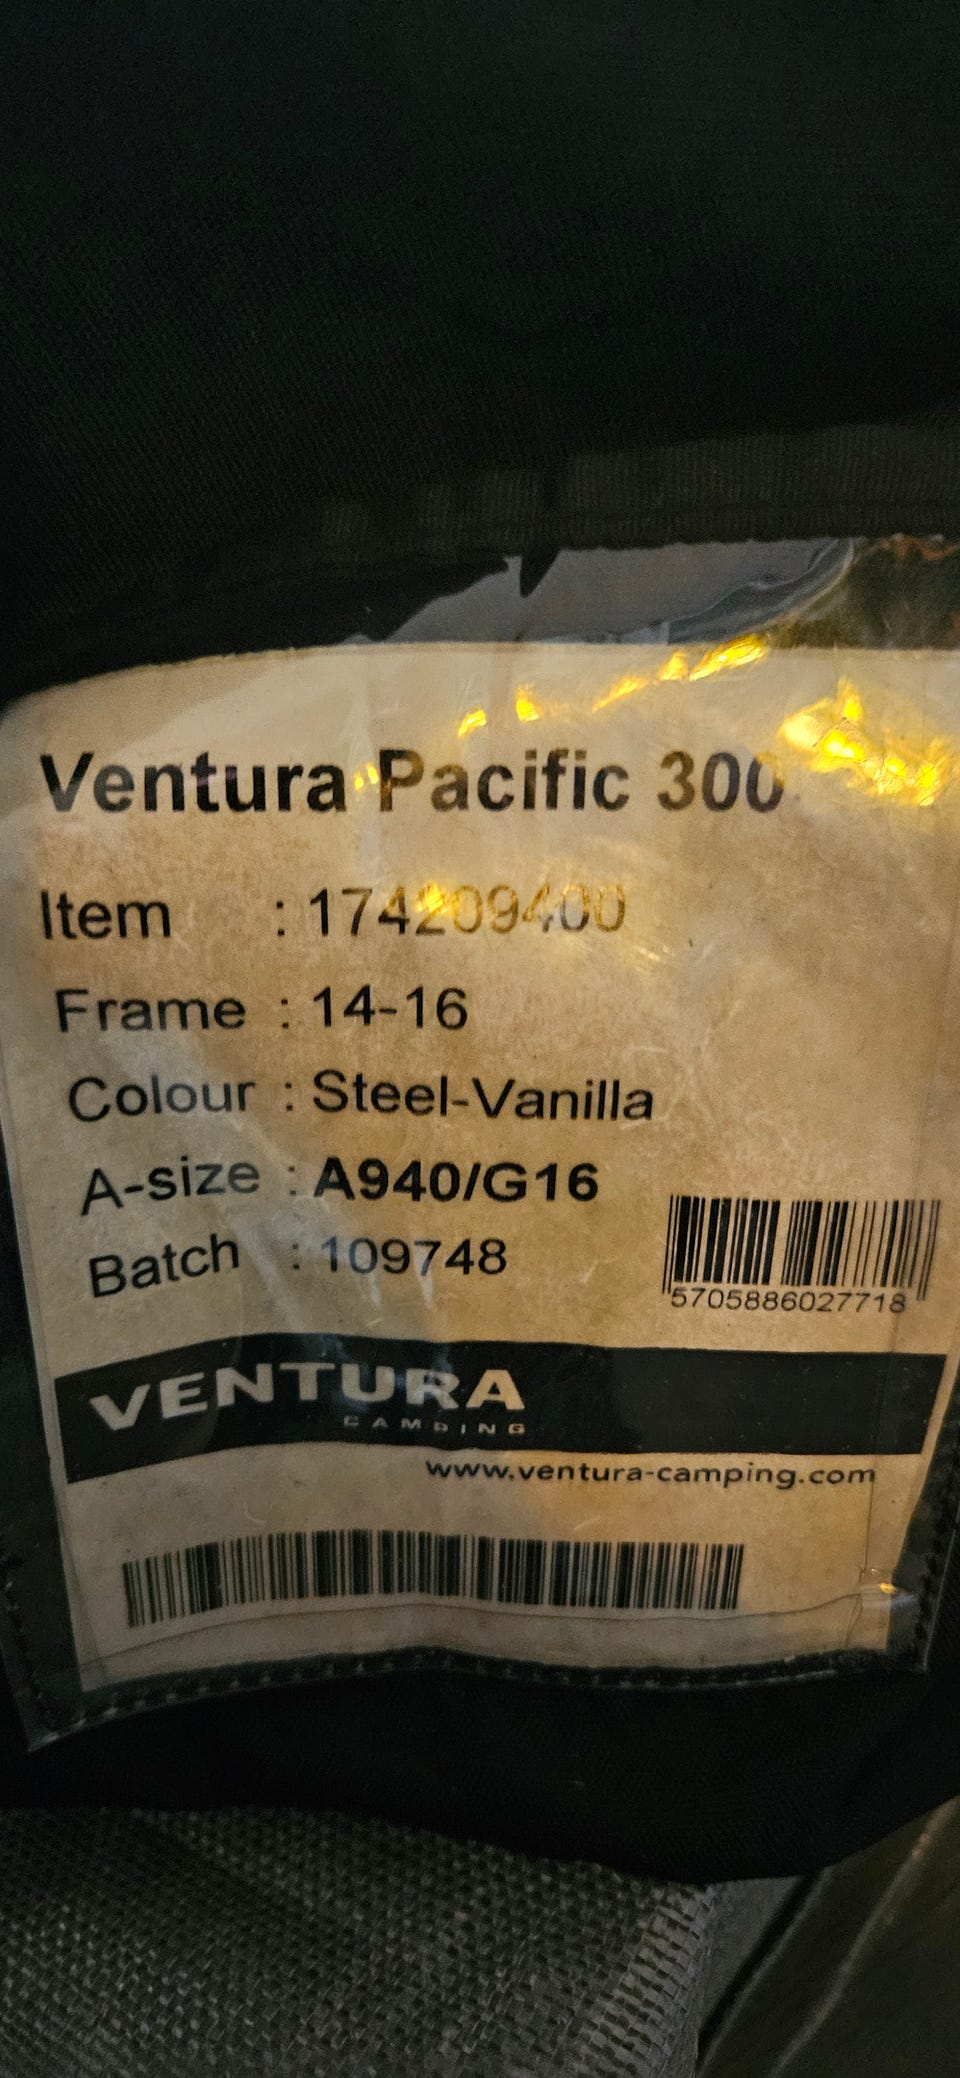 Ventura Pacific 300
Item : 174209400
Frame : 14-16
Colour : Steel-Vanilla
A-size : A940/G16
Batch : 109748
5705886027718
VENTURA
CAMPING
www.ventura-camping.com